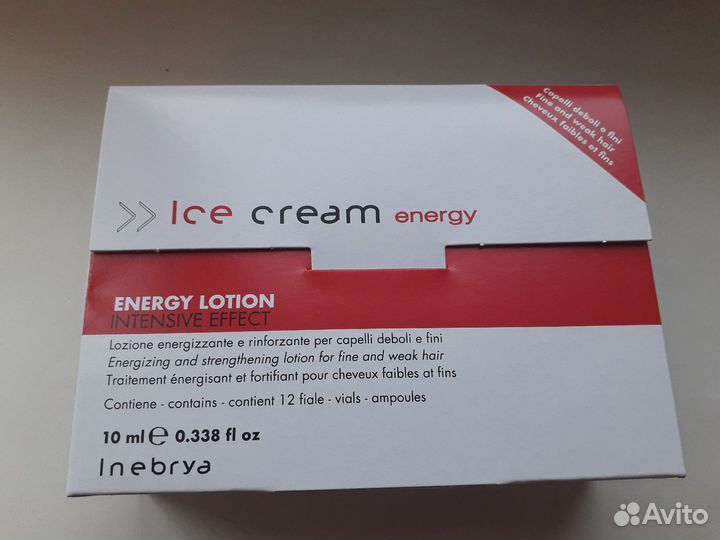 Capelli deboli e fini
Fine and weak hair
Cheveux faibles et fins
Ice cream energy
ENERGY LOTION
INTENSIVE EFFECT
Lozione energizzante e rinforzante per capelli deboli e fini
Energizing and strengthening lotion for fine and weak hair
Traitement énergisant et fortifiant pour cheveux faibles at fins
Contiene - contains - contient 12 fiale - vials - ampoules
10 ml ℮ 0.338 fl oz
Inebrya
Avito